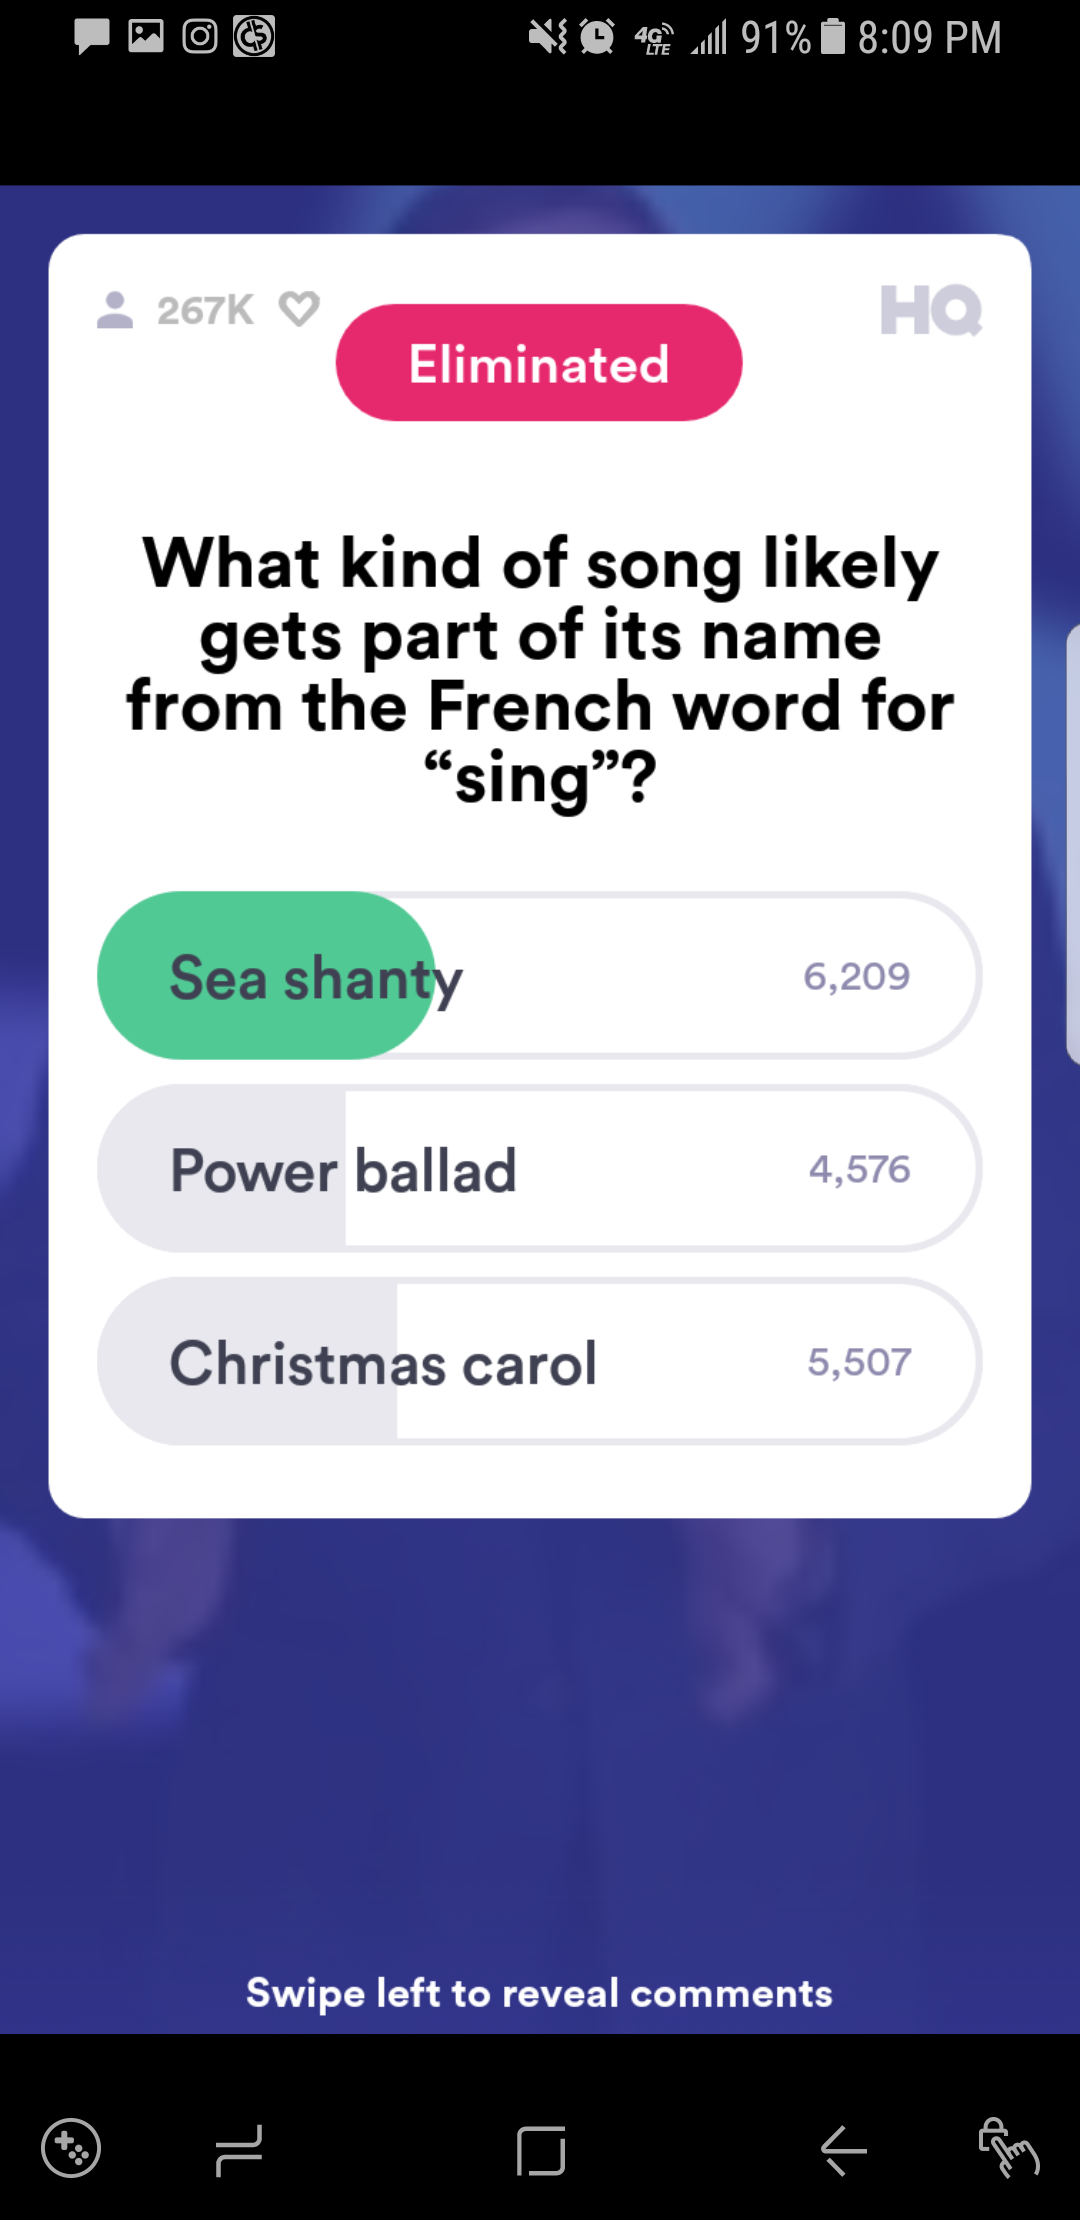 4G LTE 91% 8:09 PM
267K HQ
Eliminated
What kind of song likely
gets part of its name
from the French word for
“sing”?
Sea shanty 6,209
Power ballad 4,576
Christmas carol 5,507
Swipe left to reveal comments